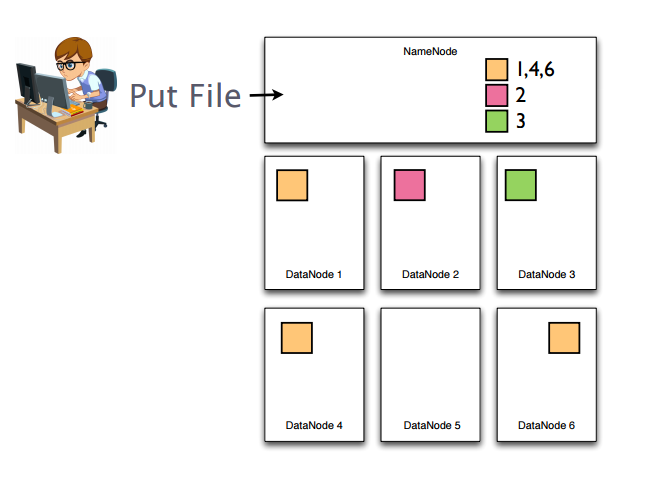 Put File
NameNode
1,4,6
2
3
DataNode 1
DataNode 2
DataNode 3
DataNode 4
DataNode 5
DataNode 6